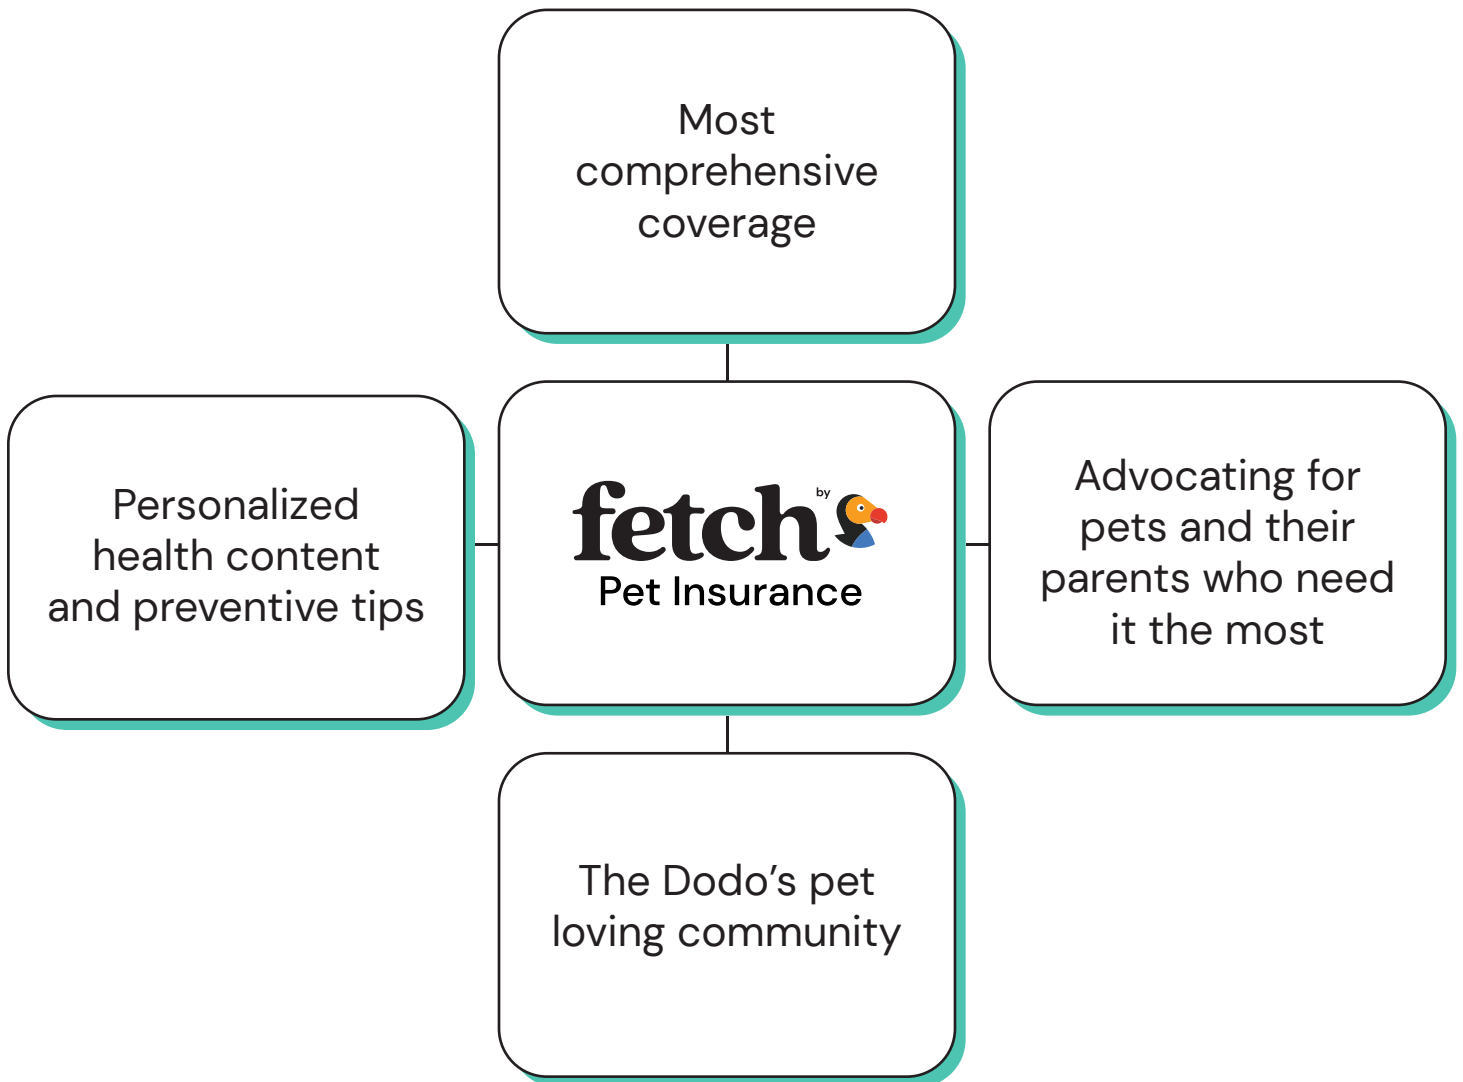 Most
comprehensive
coverage
Personalized
health content
and preventive tips
fetch by
Pet Insurance
Advocating for
pets and their
parents who need
it the most
The Dodo’s pet
loving community